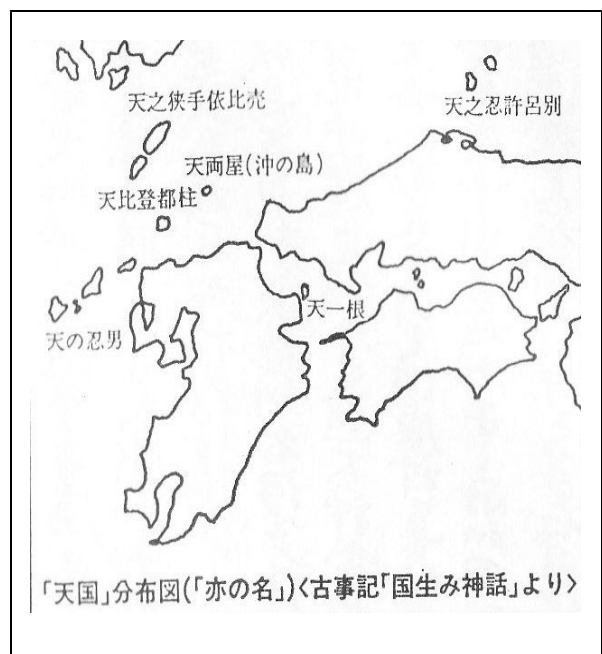 天之狭手依比売
天之忍許呂別
天両屋(沖の島)
天比登都柱
天一根
天の忍男
「天国」分布図(「亦の名」)〈古事記「国生み神話」より〉